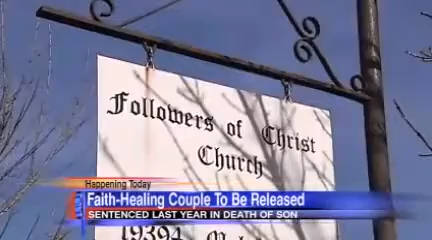 Followers of Christ
Church
Happening Today
Faith-Healing Couple To Be Released
SENTENCED LAST YEAR IN DEATH OF SON